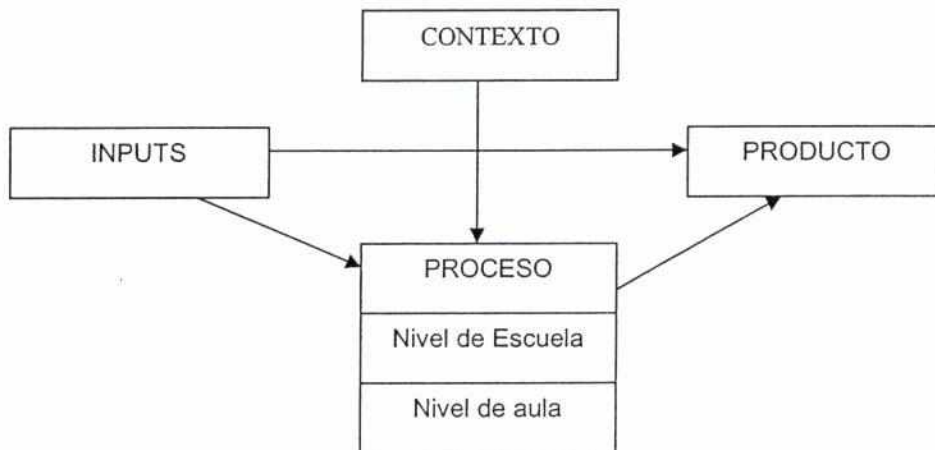 CONTEXTO
INPUTS
PRODUCTO
PROCESO
Nivel de Escuela
Nivel de aula